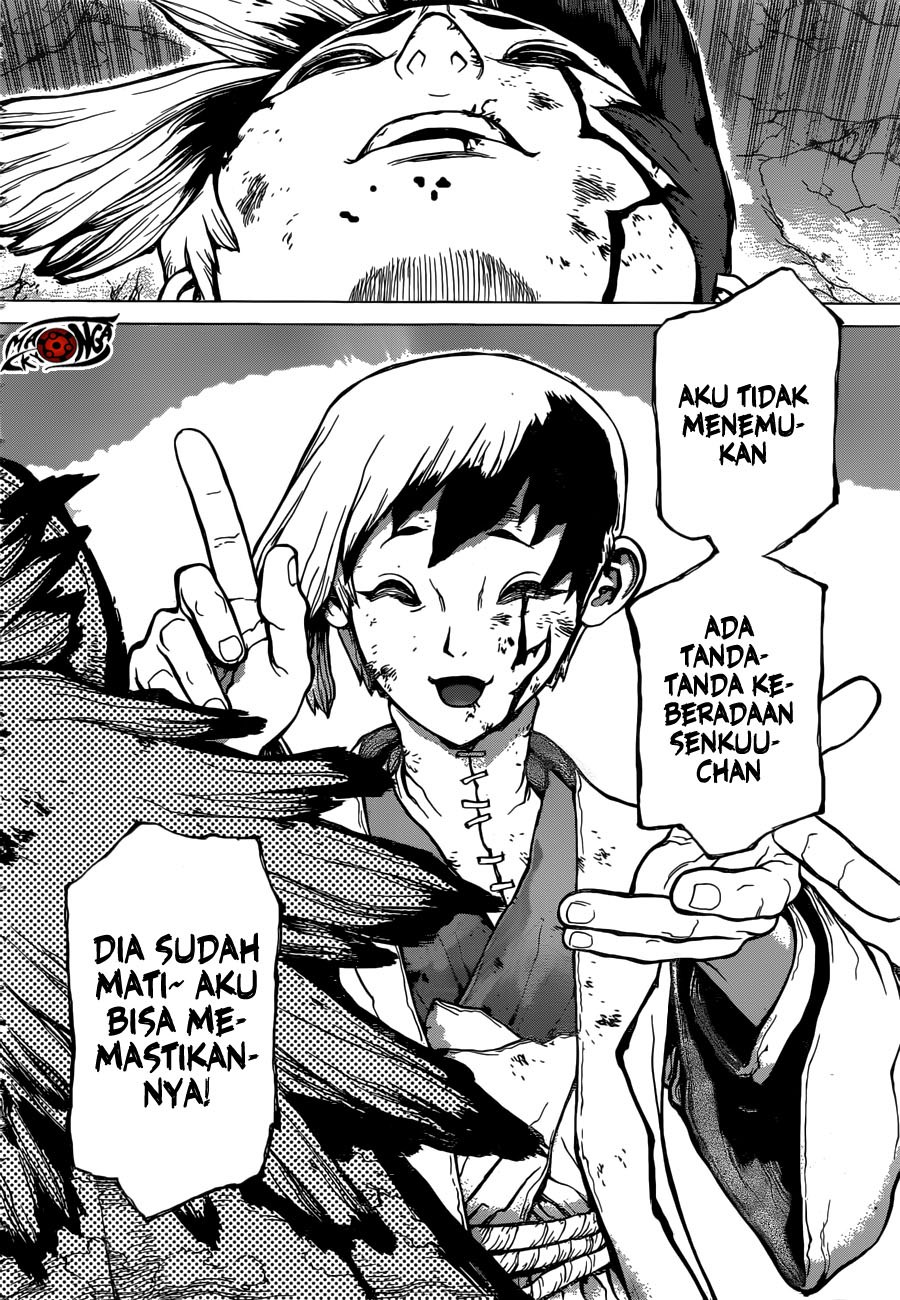 MANGACKY
AKU TIDAK
MENEMU-
KAN
ADA
TANDA-
TANDA KE-
BERADAAN
SENKUU-
CHAN
DIA SUDAH
MATI~ AKU
BISA ME-
MASTIKAN-
NYA!